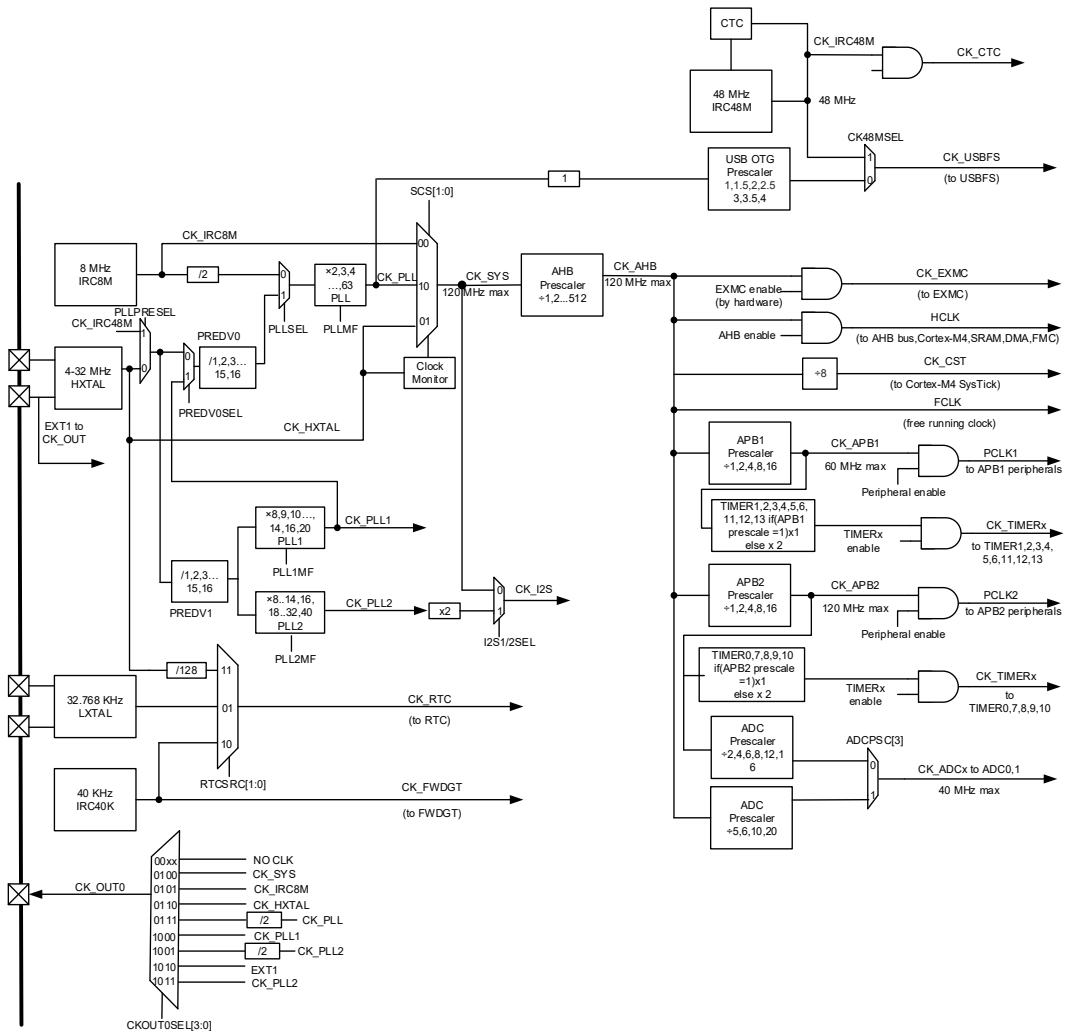 CTC
CK_IRC48M
CK_CTC
48 MHz
IRC48M
48 MHz
CK48MSEL
1
0
CK_USBFS
(to USBFS)
USB OTG
Prescaler
1,1.5,2,2.5
3,3.5,4
1
SCS[1:0]
CK_IRC8M
00
10
01
8 MHz
IRC8M
/2
0
1
PLLSEL
×2,3,4
…,63
PLL
PLLMF
CK_PLL
CK_SYS
120 MHz max
AHB
Prescaler
÷1,2...512
CK_AHB
120 MHz max
EXMC enable
(by hardware)
CK_EXMC
(to EXMC)
AHB enable
HCLK
(to AHB bus,Cortex-M4,SRAM,DMA,FMC)
÷8
CK_CST
(to Cortex-M4 SysTick)
FCLK
(free running clock)
PLLPRESEL
CK_IRC48M
1
0
4-32 MHz
HXTAL
0
1
PREDV0
/1,2,3…
15,16
PREDV0SEL
Clock
Monitor
EXT1 to
CK_OUT
CK_HXTAL
APB1
Prescaler
÷1,2,4,8,16
CK_APB1
60 MHz max
Peripheral enable
PCLK1
to APB1 peripherals
TIMER1,2,3,4,5,6,
11,12,13 if(APB1
prescale =1)x1
else x 2
TIMERx
enable
CK_TIMERx
to TIMER1,2,3,4,
5,6,11,12,13
×8,9,10…,
14,16,20
PLL1
PLL1MF
CK_PLL1
/1,2,3…
15,16
PREDV1
×8..14,16,
18..32,40
PLL2
PLL2MF
CK_PLL2
x2
0
1
I2S1/2SEL
CK_I2S
APB2
Prescaler
÷1,2,4,8,16
CK_APB2
120 MHz max
Peripheral enable
PCLK2
to APB2 peripherals
TIMER0,7,8,9,10
if(APB2 prescale
=1)x1
else x 2
TIMERx
enable
CK_TIMERx
to
TIMER0,7,8,9,10
/128
11
01
10
32.768 KHz
LXTAL
CK_RTC
(to RTC)
RTCSRC[1:0]
40 KHz
IRC40K
CK_FWDGT
(to FWDGT)
ADC
Prescaler
÷2,4,6,8,12,1
6
ADC
Prescaler
÷5,6,10,20
ADCPSC[3]
0
1
CK_ADCx to ADC0,1
40 MHz max
CK_OUT0
00xx
NO CLK
0100
CK_SYS
0101
CK_IRC8M
0110
CK_HXTAL
0111
/2
CK_PLL
1000
CK_PLL1
1001
/2
CK_PLL2
1010
EXT1
1011
CK_PLL2
CKOUT0SEL[3:0]